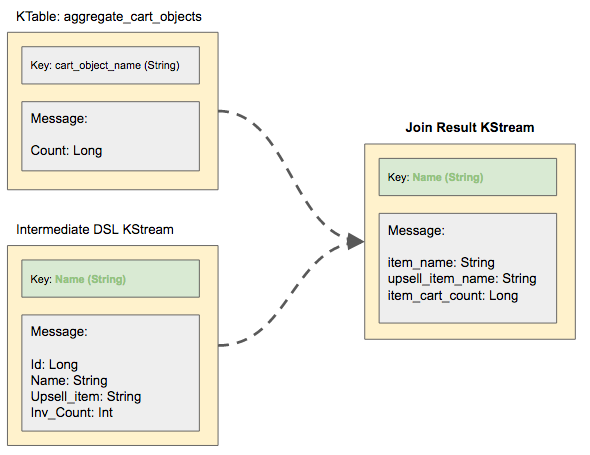 KTable: aggregate_cart_objects
Key: cart_object_name (String)
Message:
Count: Long
Intermediate DSL KStream
Key: Name (String)
Message:
Id: Long
Name: String
Upsell_item: String
Inv_Count: Int
Join Result KStream
Key: Name (String)
Message:
item_name: String
upsell_item_name: String
item_cart_count: Long